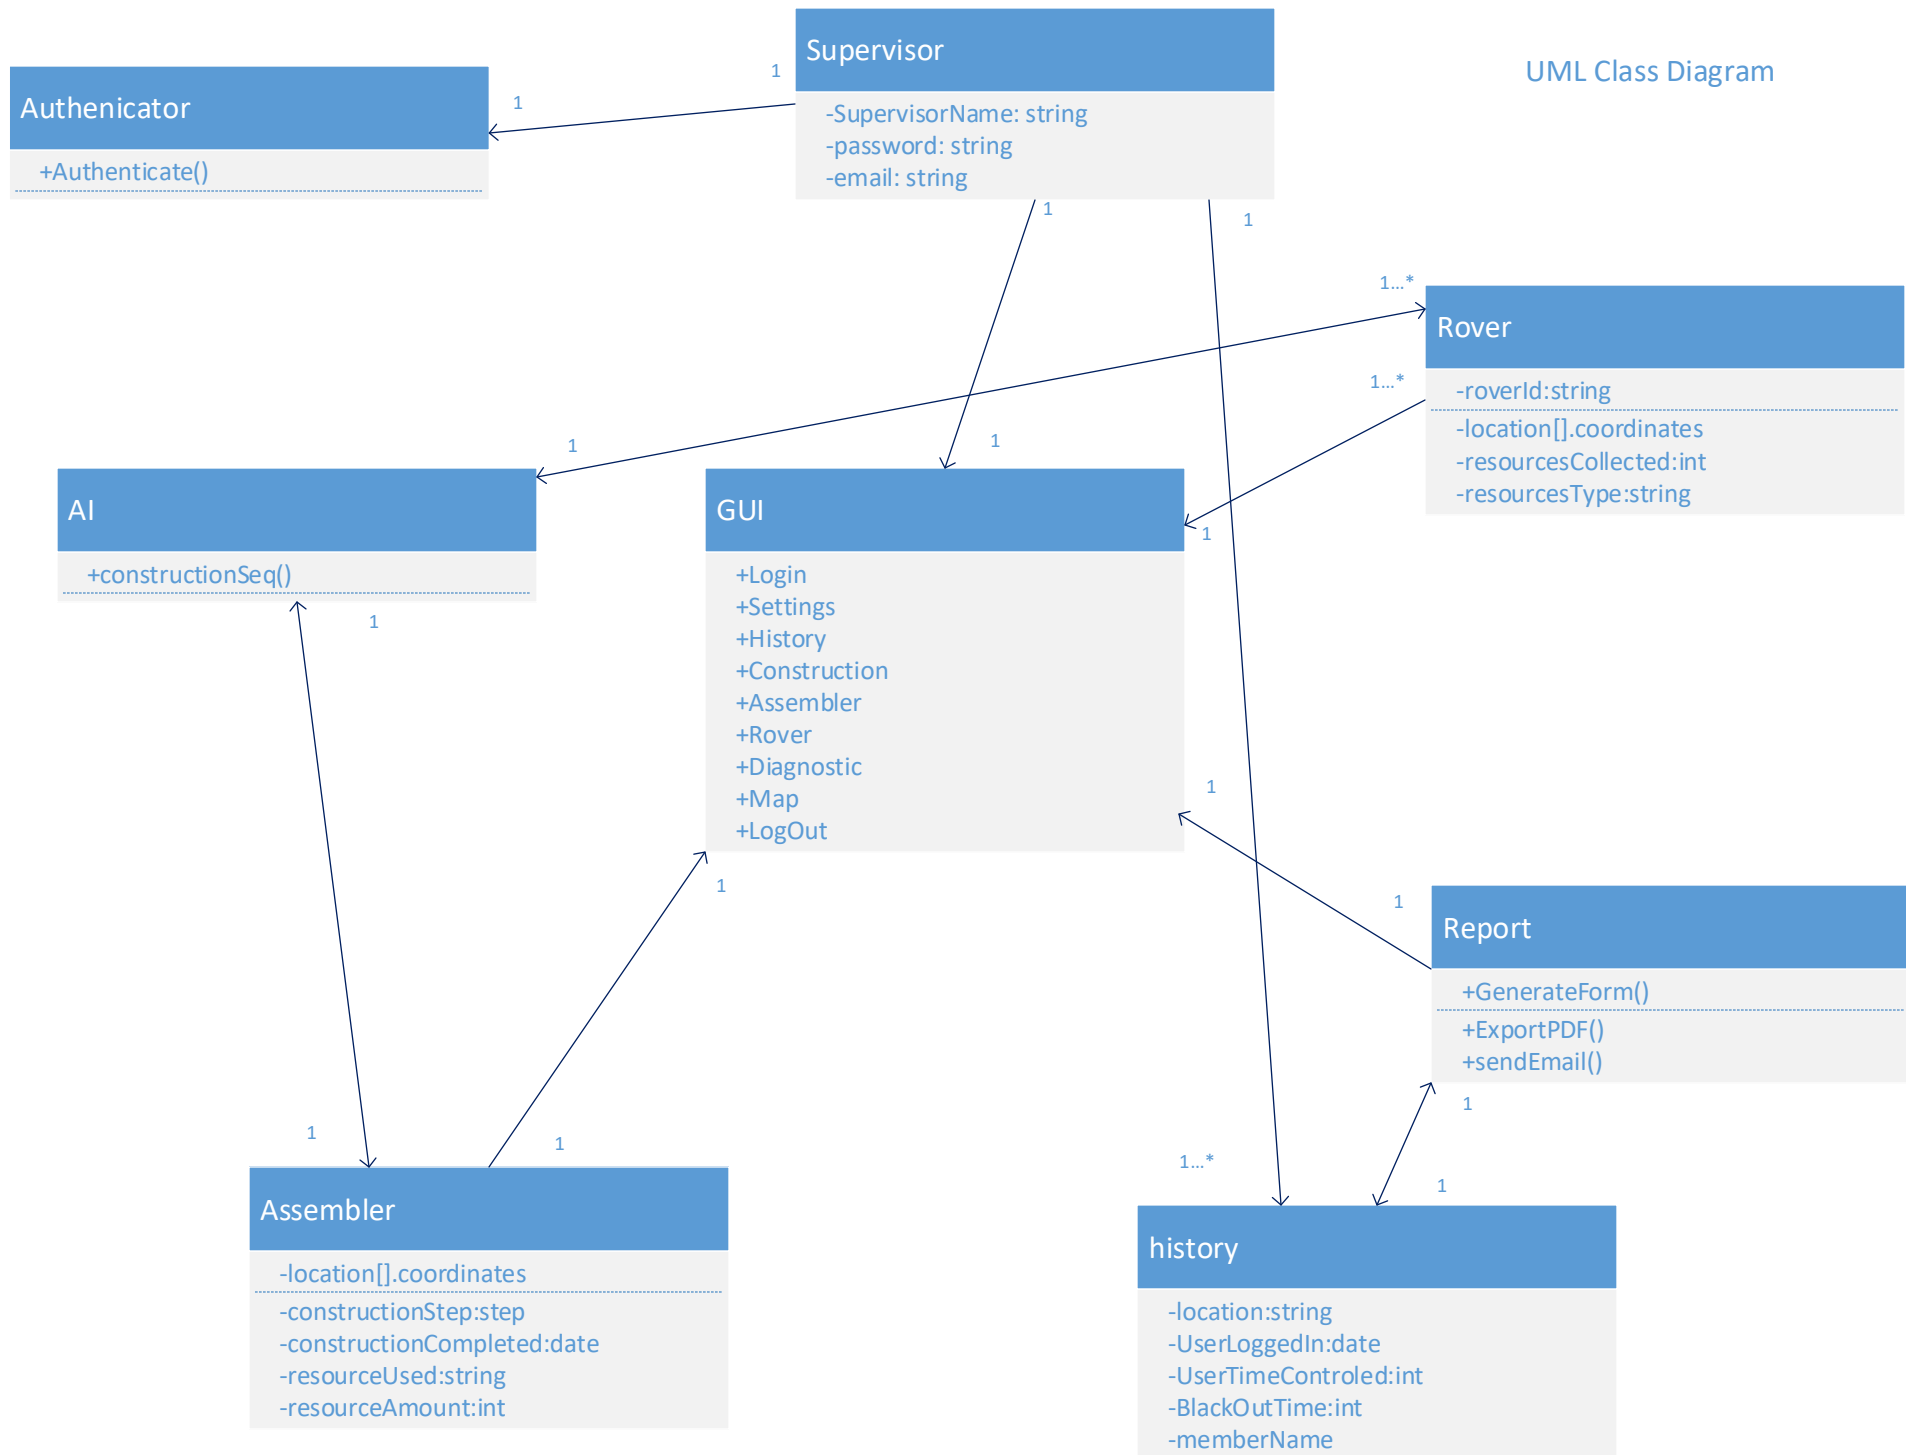 Supervisor
UML Class Diagram
1
1
Authenicator
-SupervisorName: string
-password: string
-email: string
+Authenticate()
1
1
1...*
Rover
1...*
-roverId:string
-location[].coordinates
-resourcesCollected:int
-resourcesType:string
1
1
AI
GUI
1
+constructionSeq()
1
+Login
+Settings
+History
+Construction
+Assembler
+Rover
+Diagnostic
+Map
+LogOut
1
1
1
Report
+GenerateForm()
+ExportPDF()
+sendEmail()
1
1
1
1...*
1
Assembler
-location[].coordinates
-constructionStep:step
-constructionCompleted:date
-resourceUsed:string
-resourceAmount:int
history
-location:string
-UserLoggedIn:date
-UserTimeControled:int
-BlackOutTime:int
-memberName